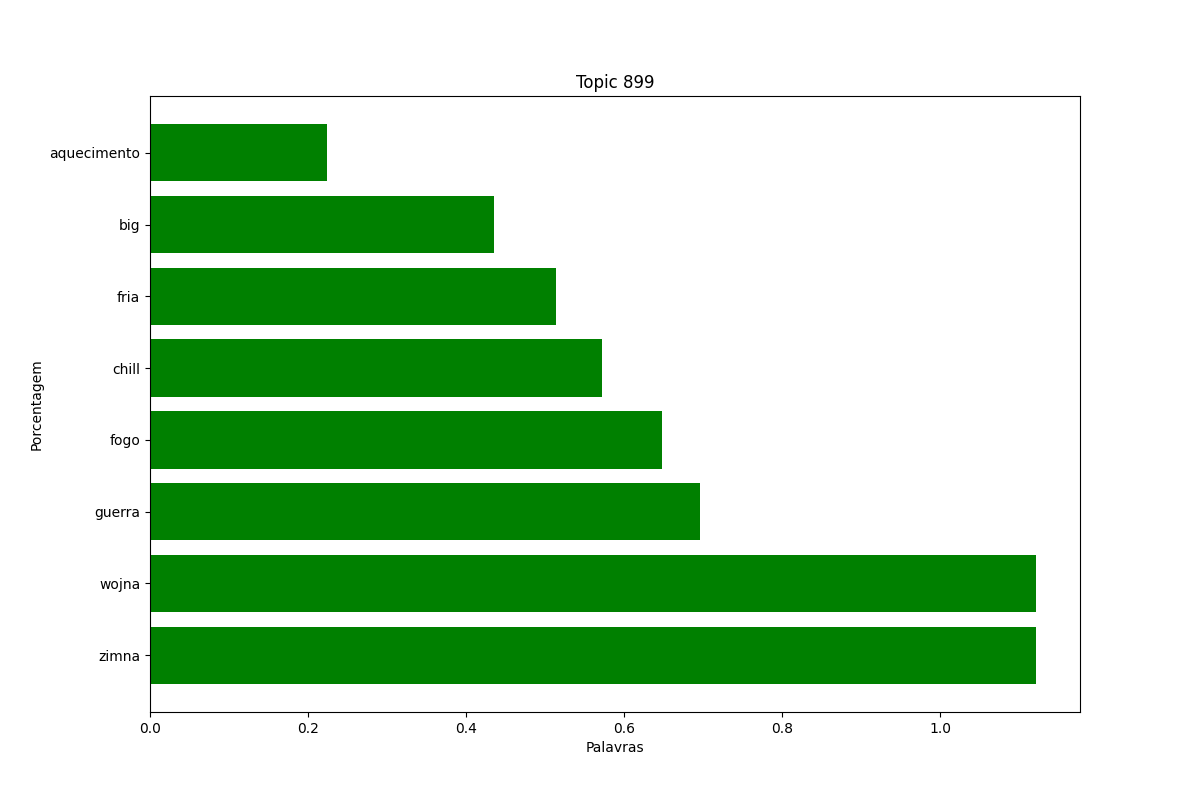 Topic 899
aquecimento
big
fria
chill
fogo
guerra
wojna
zimna
Porcentagem
0.0 0.2 0.4 0.6 0.8 1.0
Palavras